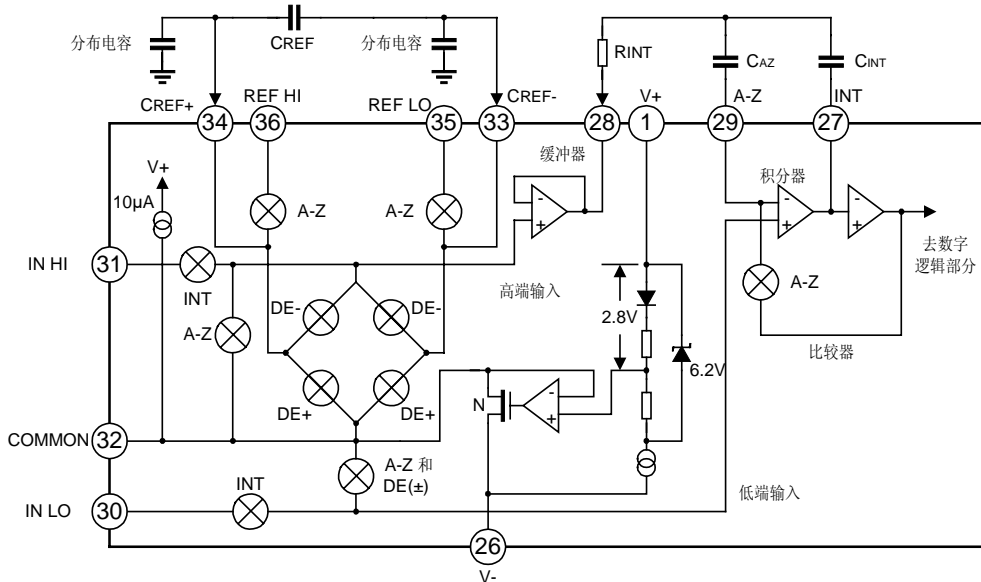 分布电容
CREF
分布电容
RINT
CAZ
CINT
CREF+
REF HI
REF LO
CREF-
V+
A-Z
INT
34
36
35
33
28
1
29
27
V+
10µA
缓冲器
积分器
A-Z
A-Z
-
+
-
+
-
+
IN HI
31
INT
高端输入
去数字
逻辑部分
A-Z
DE-
DE-
A-Z
2.8V
比较器
6.2V
DE+
DE+
N
-
+
COMMON
32
A-Z 和
DE(±)
INT
低端输入
IN LO
30
26
V-